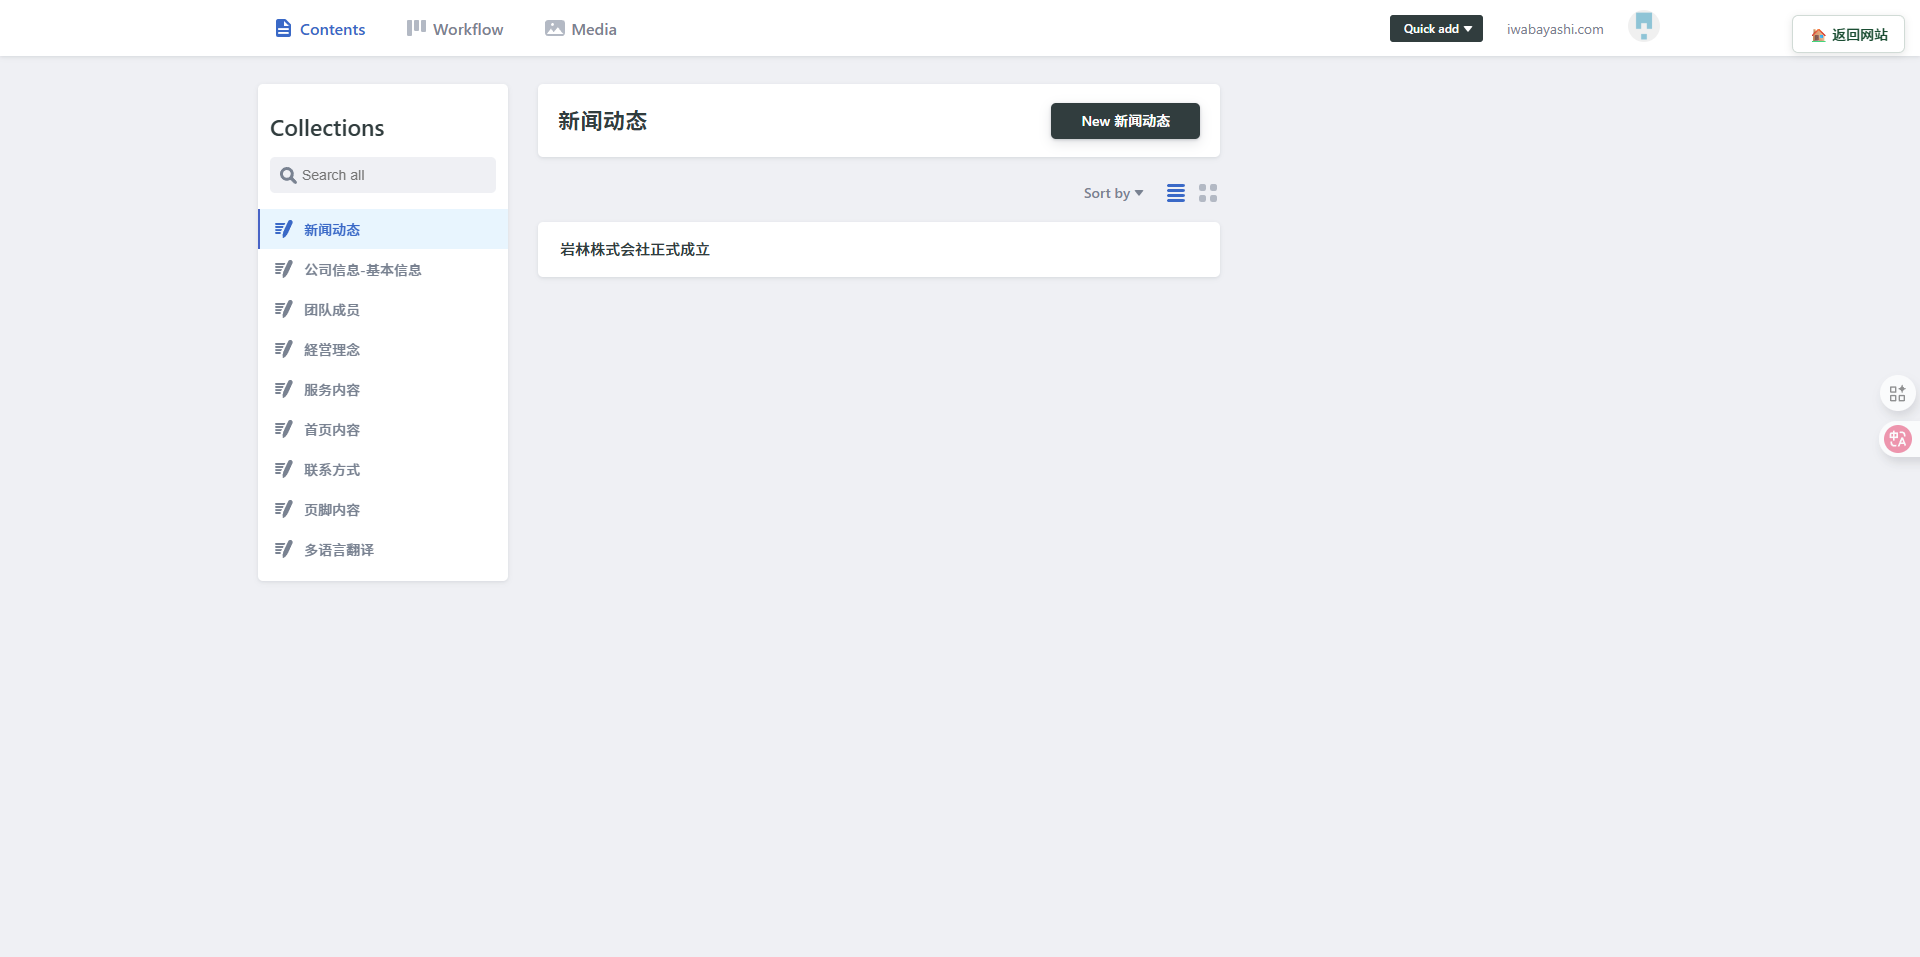 Contents
Workflow
Media
Quick add
iwabayashi.com
返回网站
Collections
Search all
新闻动态
公司信息-基本信息
团队成员
経営理念
服务内容
首页内容
联系方式
页脚内容
多语言翻译
新闻动态
New 新闻动态
Sort by
岩林株式会社正式成立
中A